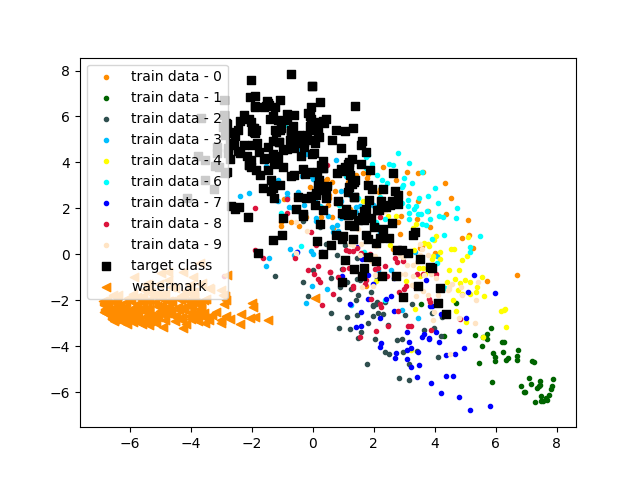 8
6
4
2
0
−2
−4
−6
−6
−4
−2
0
2
4
6
8
train data - 0
train data - 1
train data - 2
train data - 3
train data - 4
train data - 6
train data - 7
train data - 8
train data - 9
target class
watermark